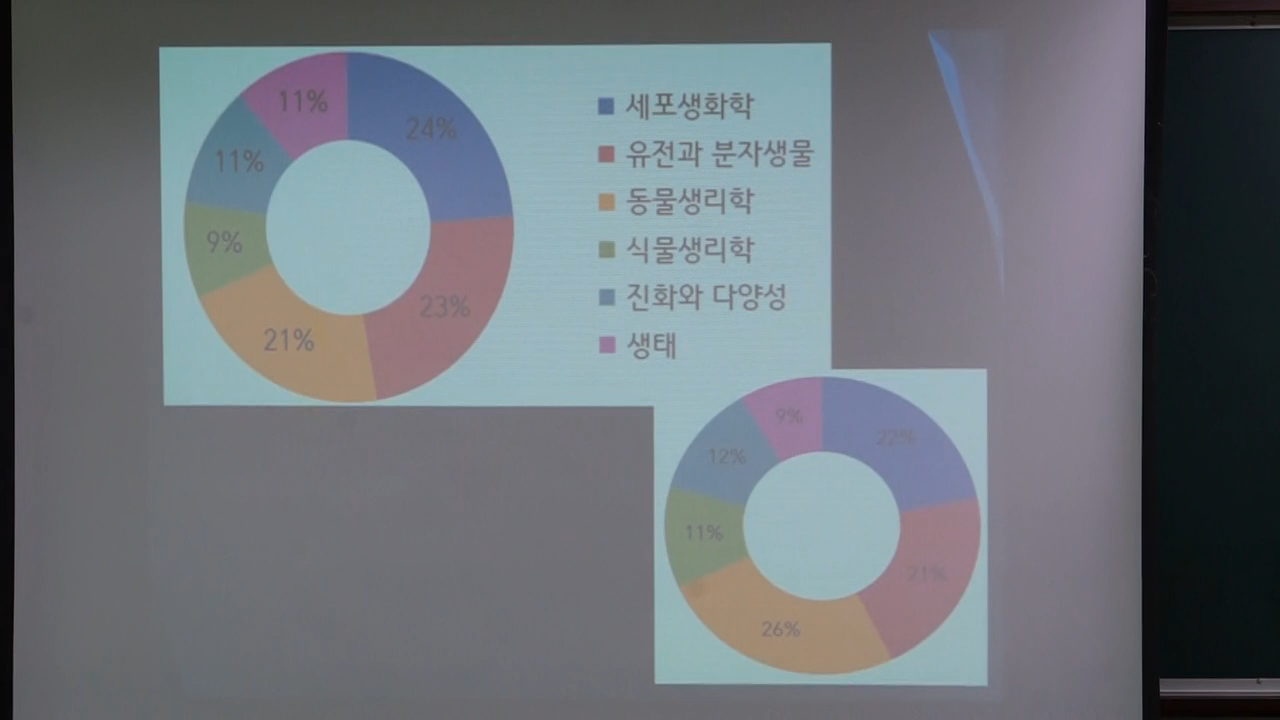 11%
24%
11%
9%
23%
21%
세포생화학
유전과 분자생물
동물생리학
식물생리학
진화와 다양성
생태
9%
22%
12%
11%
21%
26%